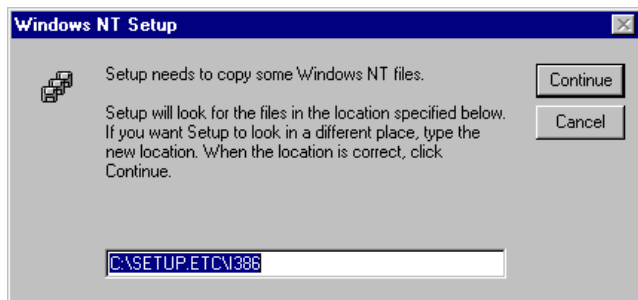 Windows NT Setup
Setup needs to copy some Windows NT files.
Continue
Setup will look for the files in the location specified below.
If you want Setup to look in a different place, type the
new location. When the location is correct, click
Continue.
Cancel
C:\SETUP.ETC\I386